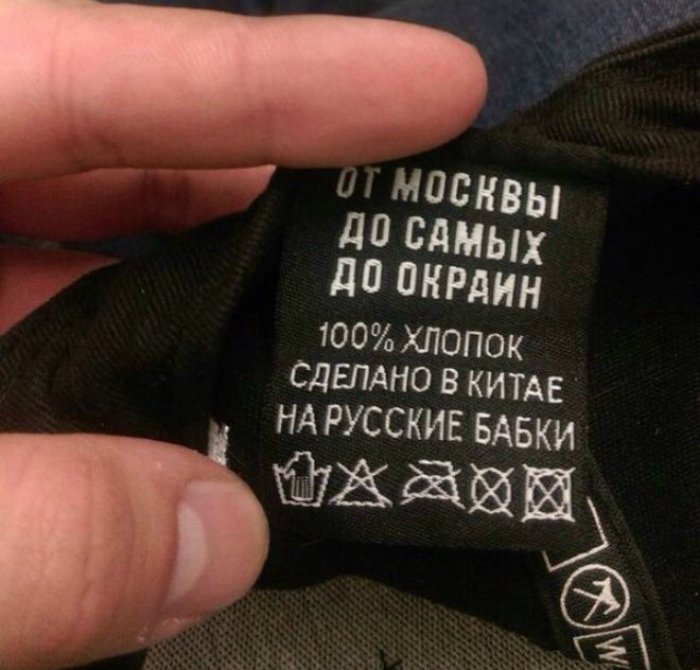 ОТ МОСКВЫ
ДО САМЫХ
ДО ОКРАИН
100% ХЛОПОК
СДЕЛАНО В КИТАЕ
НА РУССКИЕ БАБКИ